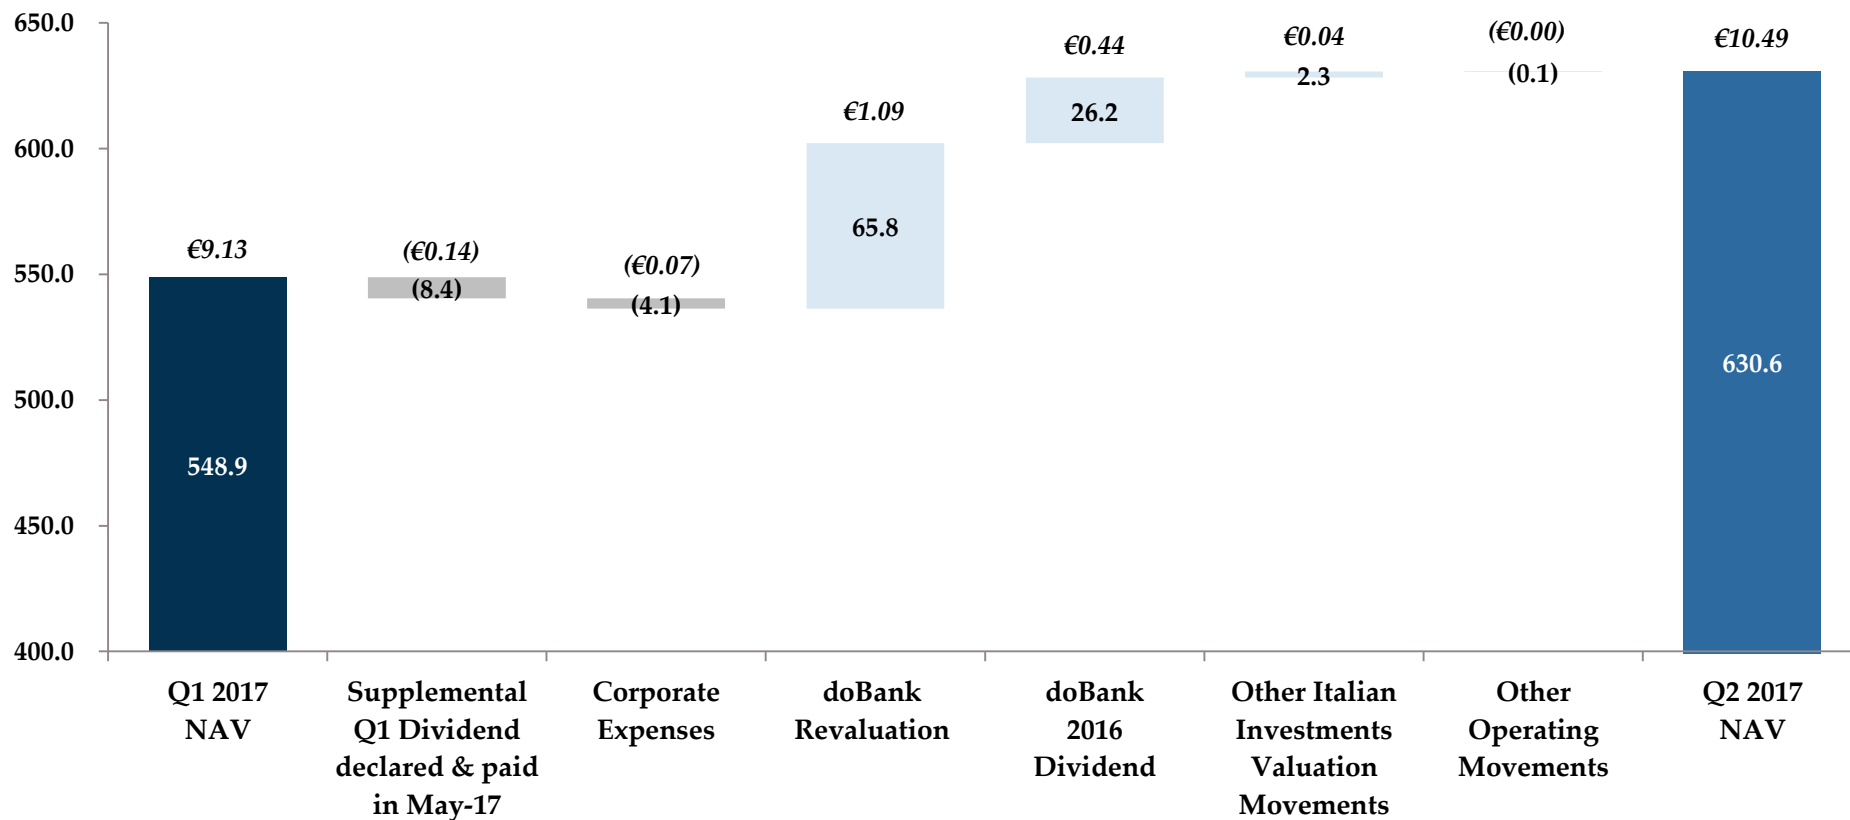 650.0
600.0
550.0
500.0
450.0
400.0
€9.13
548.9
(€0.14)
(8.4)
(€0.07)
(4.1)
€1.09
65.8
€0.44
26.2
€0.04
2.3
(€0.00)
(0.1)
€10.49
630.6
Q1 2017
NAV
Supplemental
Q1 Dividend
declared & paid
in May-17
Corporate
Expenses
doBank
Revaluation
doBank
2016
Dividend
Other Italian
Investments
Valuation
Movements
Other
Operating
Movements
Q2 2017
NAV